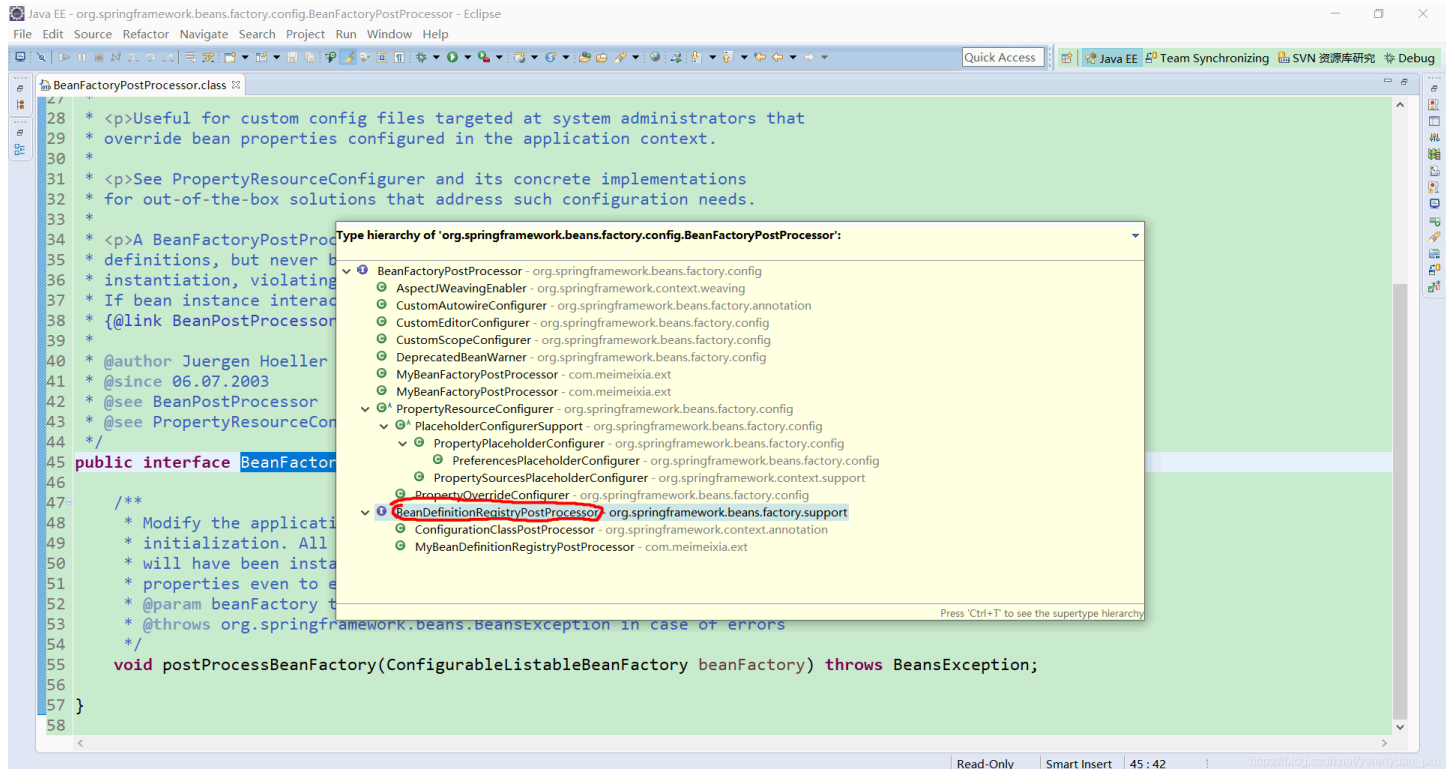 Java EE - org.springframework.beans.factory.config.BeanFactoryPostProcessor - Eclipse
File Edit Source Refactor Navigate Search Project Run Window Help
Quick Access
Java EE
Team Synchronizing
SVN 资源库研究
Debug
BeanFactoryPostProcessor.class
27 *
28 * <p>Useful for custom config files targeted at system administrators that
29 * override bean properties configured in the application context.
30 *
31 * <p>See PropertyResourceConfigurer and its concrete implementations
32 * for out-of-the-box solutions that address such configuration needs.
33 *
34 * <p>A BeanFactoryPostProc
35 * definitions, but never b
36 * instantiation, violating
37 * If bean instance interac
38 * {@link BeanPostProcessor
39 *
40 * @author Juergen Hoeller
41 * @since 06.07.2003
42 * @see BeanPostProcessor
43 * @see PropertyResourceCon
44 */
45 public interface BeanFactor
46
47 /**
48 * Modify the applicati
49 * initialization. All
50 * will have been insta
51 * properties even to e
52 * @param beanFactory t
53 * @throws org.springframework.beans.BeansException in case of errors
54 */
55 void postProcessBeanFactory(ConfigurableListableBeanFactory beanFactory) throws BeansException;
56
57 }
58
Type hierarchy of 'org.springframework.beans.factory.config.BeanFactoryPostProcessor':
BeanFactoryPostProcessor - org.springframework.beans.factory.config
AspectJWeavingEnabler - org.springframework.context.weaving
CustomAutowireConfigurer - org.springframework.beans.factory.annotation
CustomEditorConfigurer - org.springframework.beans.factory.config
CustomScopeConfigurer - org.springframework.beans.factory.config
DeprecatedBeanWarner - org.springframework.beans.factory.config
MyBeanFactoryPostProcessor - com.meimeixia.ext
MyBeanFactoryPostProcessor - com.meimeixia.ext
PropertyResourceConfigurer - org.springframework.beans.factory.config
PlaceholderConfigurerSupport - org.springframework.beans.factory.config
PropertyPlaceholderConfigurer - org.springframework.beans.factory.config
PreferencesPlaceholderConfigurer - org.springframework.beans.factory.config
PropertySourcesPlaceholderConfigurer - org.springframework.context.support
PropertyOverrideConfigurer - org.springframework.beans.factory.config
BeanDefinitionRegistryPostProcessor - org.springframework.beans.factory.support
ConfigurationClassPostProcessor - org.springframework.context.annotation
MyBeanDefinitionRegistryPostProcessor - com.meimeixia.ext
Press 'Ctrl+T' to see the supertype hierarchy
Read-Only
Smart Insert
45 : 42
https://blog.csdn.net/yerenyuan_pku